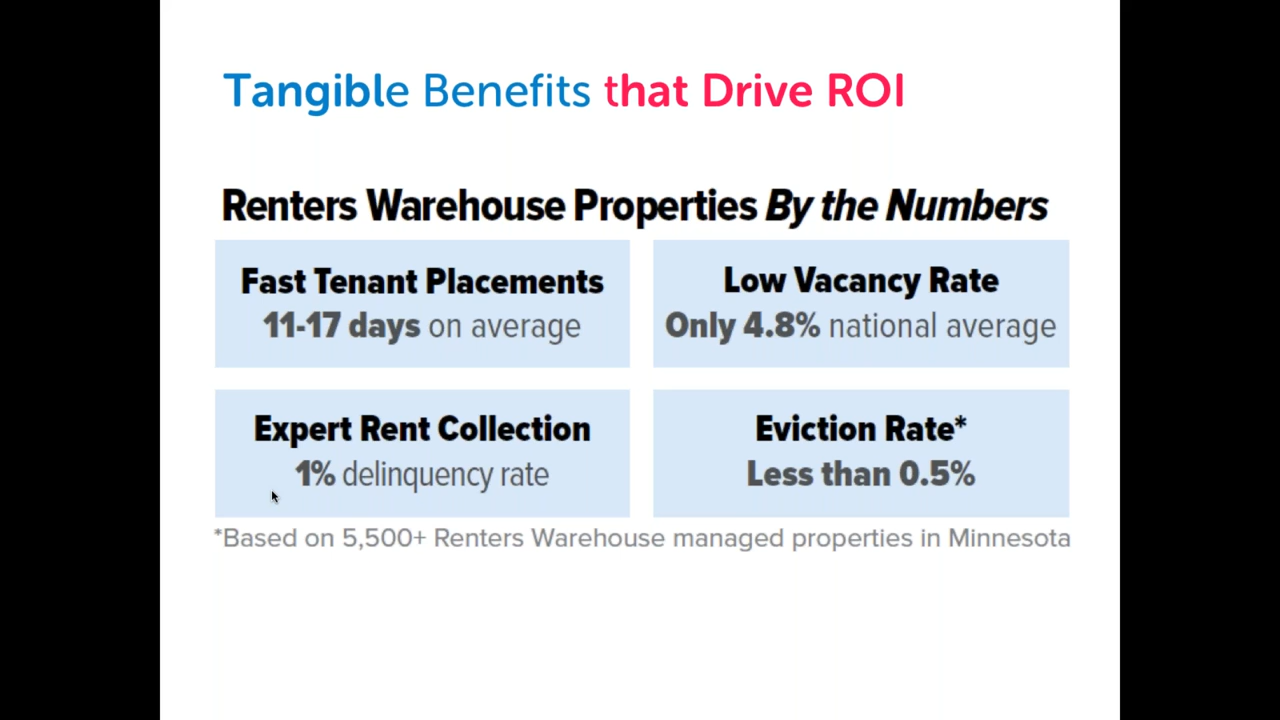 Tangible Benefits that Drive ROI
Renters Warehouse Properties By the Numbers
Fast Tenant Placements
11-17 days on average
Low Vacancy Rate
Only 4.8% national average
Expert Rent Collection
1% delinquency rate
Eviction Rate*
Less than 0.5%
*Based on 5,500+ Renters Warehouse managed properties in Minnesota